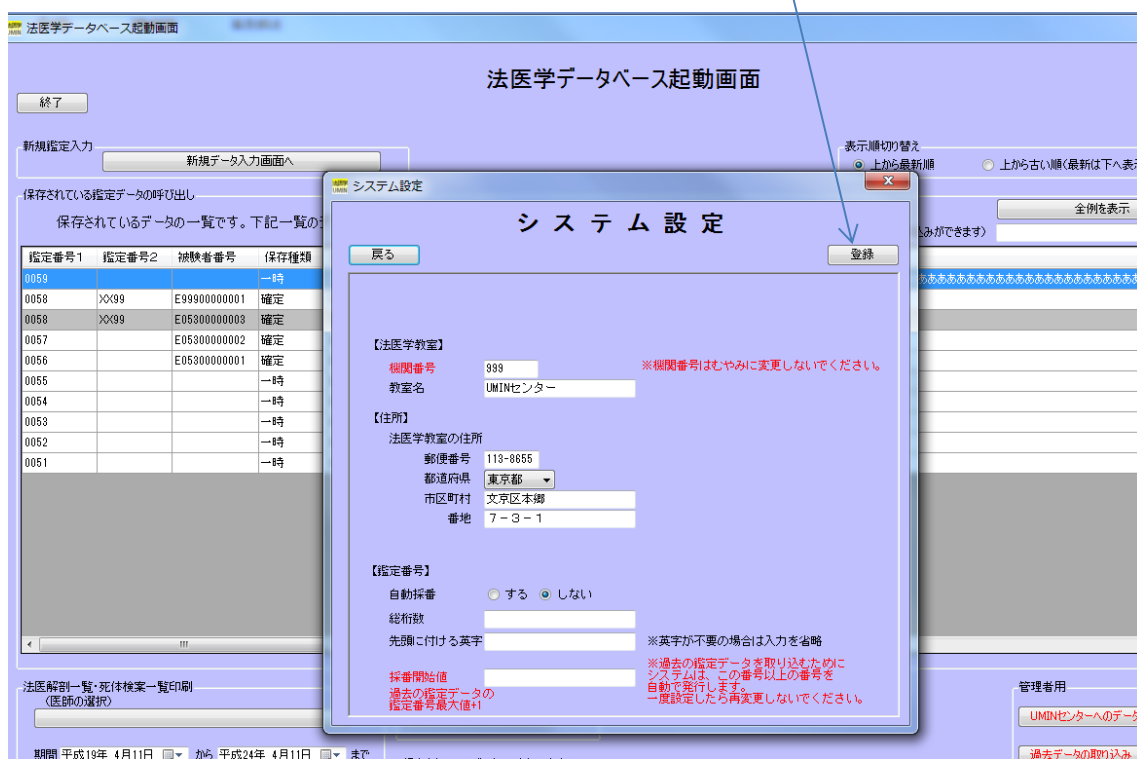 法医学データベース起動画面
法医学データベース起動画面
終了
新規鑑定入力
新規データ入力画面へ
表示順切り替え
上から最新順
上から古い順(最新は下へ表示
保存されている鑑定データの呼び出し
保存されているデータの一覧です。下記一覧の
全例を表示
込みができます)
鑑定番号1 鑑定番号2 被験者番号 保存種類
0059 一時
0058 XX99 E99900000001 確定
0058 XX99 E05300000003 確定
0057 E05300000002 確定
0056 E05300000001 確定
0055 一時
0054 一時
0053 一時
0052 一時
0051 一時
システム設定
システム設定
戻る
登録
【法医学教室】
機関番号 999 ※機関番号はむやみに変更しないでください。
教室名 UMINセンター
【住所】
法医学教室の住所
郵便番号 113-8655
都道府県 東京都
市区町村 文京区本郷
番地 7-3-1
【鑑定番号】
自動採番 する しない
総桁数
先頭に付ける英字 ※英字が不要の場合は入力を省略
採番開始値
過去の鑑定データの
鑑定番号最大値+1
※過去の鑑定データを取り込むために
システムは、この番号以上の番号を
自動で発行します。
一度設定したら再変更しないでください。
法医解剖一覧・死体検案一覧印刷
(医師の選択)
期間 平成19年 4月11日 から 平成24年 4月11日 まで
管理者用
UMINセンターへのデータ
過去データの取り込み